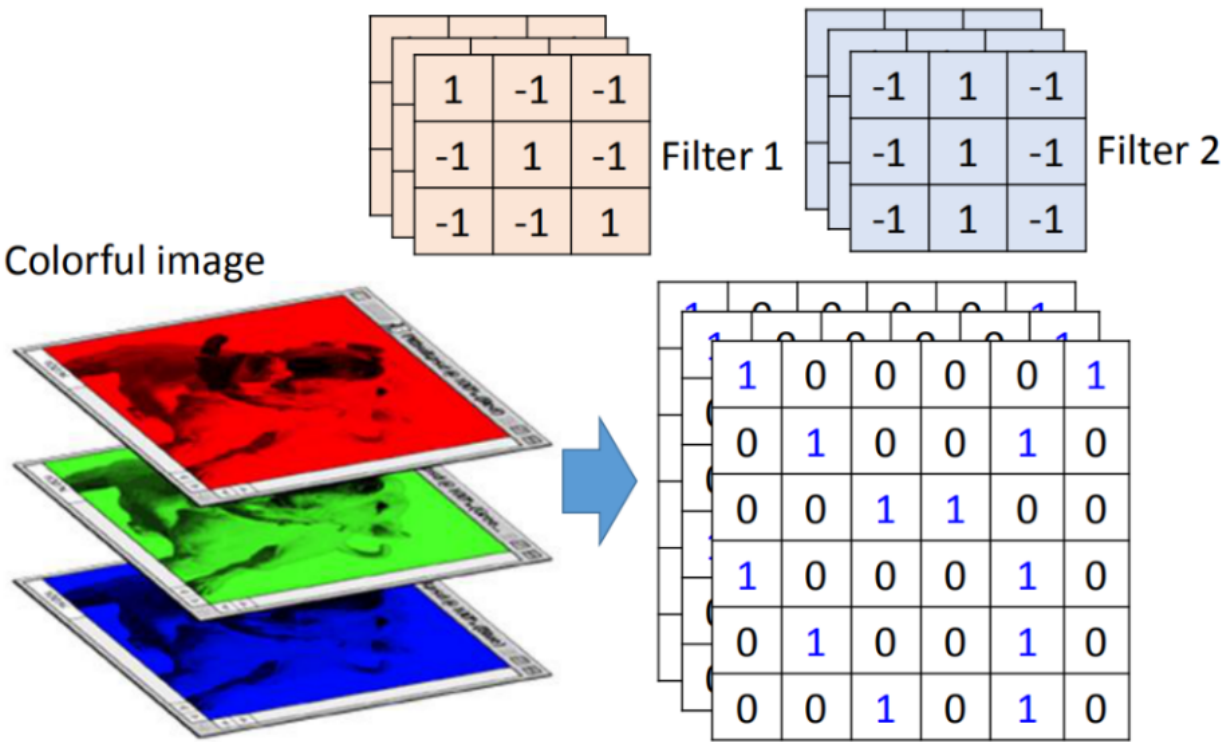 1 -1 -1
-1 1 -1
-1 -1 1
Filter 1
-1 1 -1
-1 1 -1
-1 1 -1
Filter 2
Colorful image
1 0 0 0 0 1
0 1 0 0 1 0
0 0 1 1 0 0
1 0 0 0 1 0
0 1 0 0 1 0
0 0 1 0 1 0